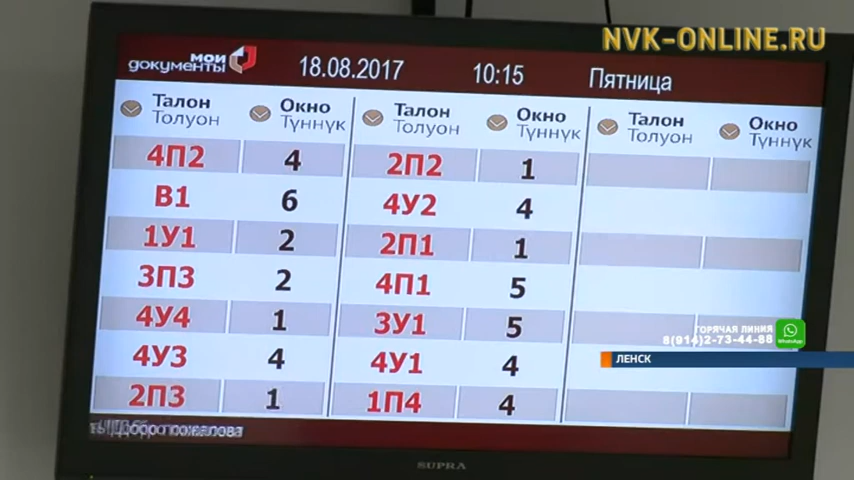 NVK-ONLINE.RU
мои документы 18.08.2017 10:15 Пятница
Талон Окно Талон Окно Талон Окно
Толуон Түннүк Толуон Түннүк Толуон Түннүк
4П2 4 2П2 1
В1 6 4У2 4
1У1 2 2П1 1
3П3 2 4П1 5
4У4 1 3У1 5
4У3 4 4У1 4
2П3 1 1П4 4
ГОРЯЧАЯ ЛИНИЯ
8(914)2-73-44-88
WhatsApp
ЛЕНСК
SUPRA